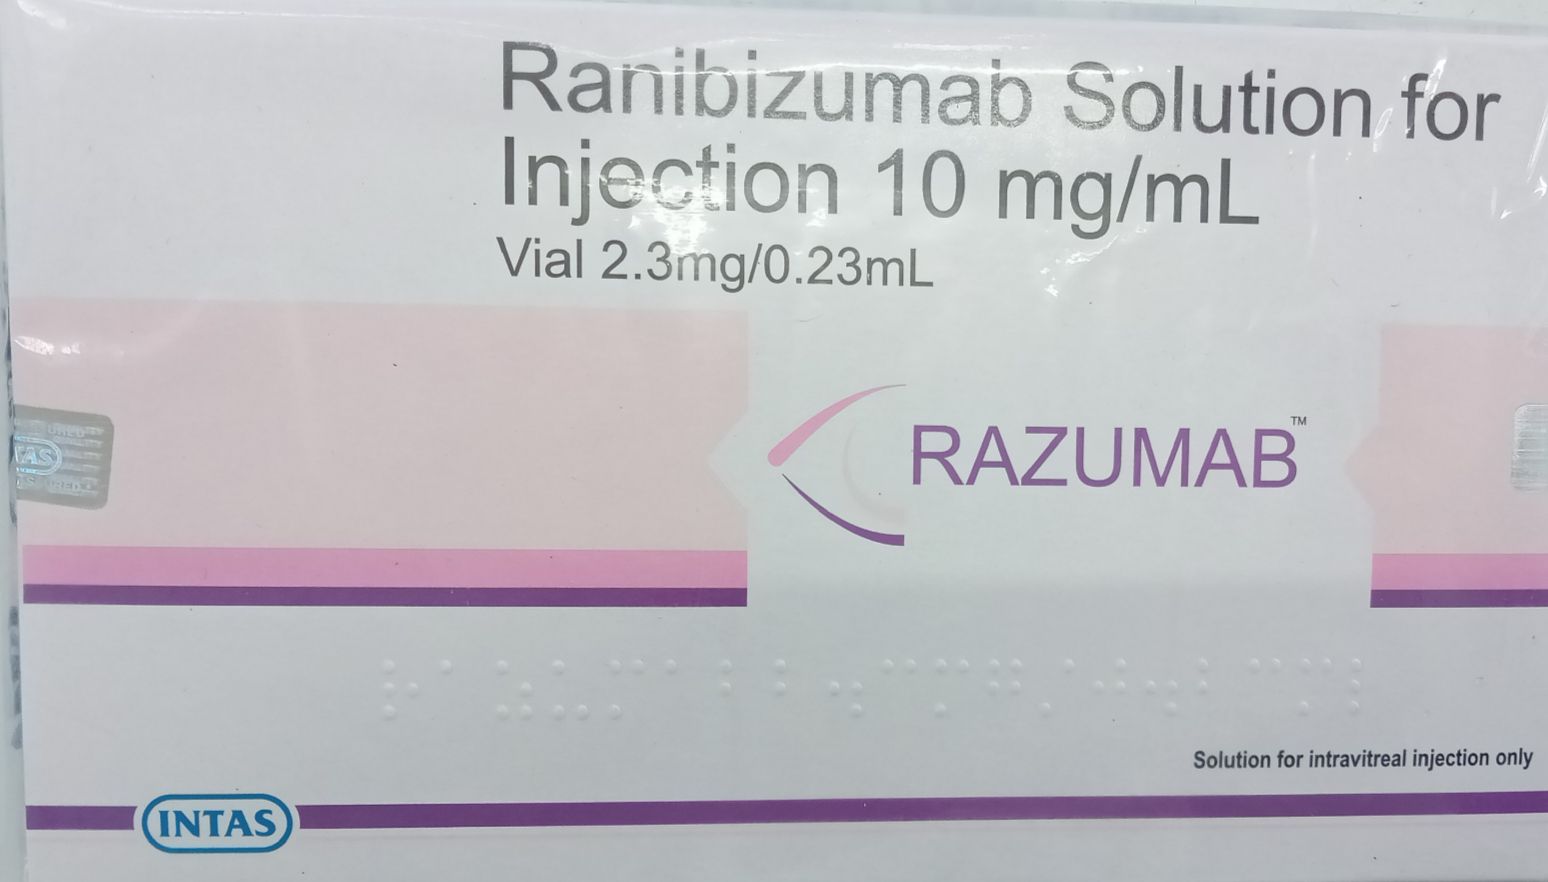 Ranibizumab Solution for
Injection 10 mg/mL
Vial 2.3mg/0.23mL
RAZUMAB™
Solution for intravitreal injection only
INTAS